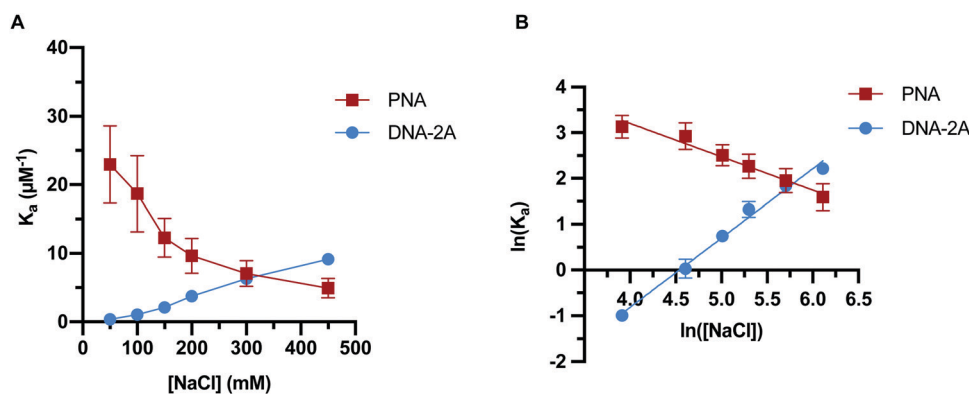 A
40
30
20
10
0
Kₐ (µM⁻¹)
0 100 200 300 400 500
[NaCl] (mM)
PNA
DNA-2A
B
4
3
2
1
0
-1
-2
ln(Kₐ)
4.0 4.5 5.0 5.5 6.0 6.5
ln([NaCl])
PNA
DNA-2A